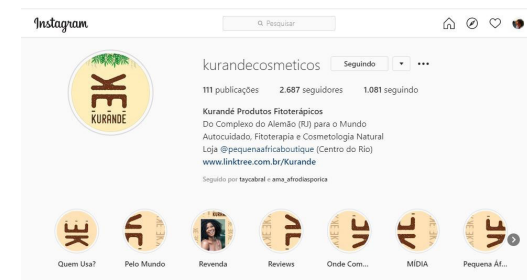 Instagram
Pesquisar
KURANDÉ
kurandecosmeticos Seguindo
111 publicações 2.687 seguidores 1.081 seguindo
Kurandé Produtos Fitoterápicos
Do Complexo do Alemão (RJ) para o Mundo
Autocuidado, Fitoterapia e Cosmetologia Natural
Loja @pequenaafricaboutique (Centro do Rio)
www.linktree.com.br/Kurande
Seguido por taycabral e ama_afrodiasporica
Quem Usa? Pelo Mundo Revenda Reviews Onde Com... MÍDIA Pequena Áf...